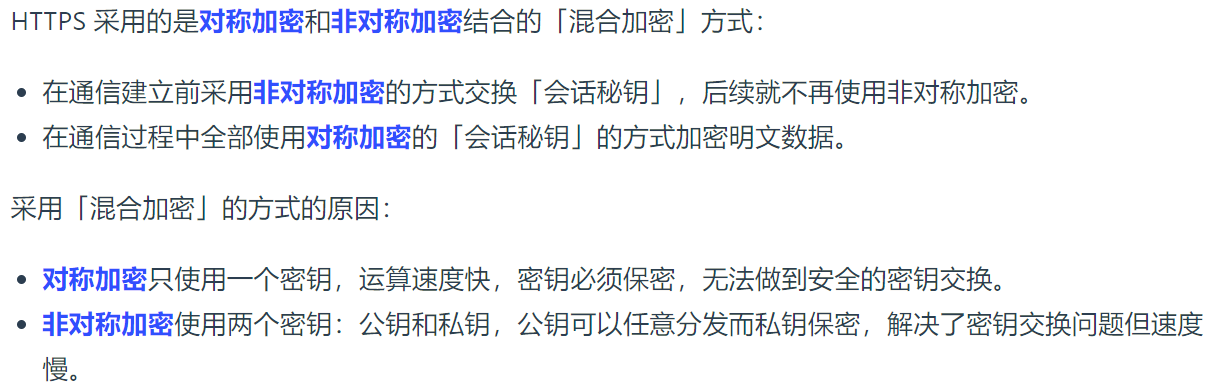 HTTPS 采用的是对称加密和非对称加密结合的「混合加密」方式：
在通信建立前采用非对称加密的方式交换「会话秘钥」，后续就不再使用非对称加密。
在通信过程中全部使用对称加密的「会话秘钥」的方式加密明文数据。
采用「混合加密」的方式的原因：
对称加密只使用一个密钥，运算速度快，密钥必须保密，无法做到安全的密钥交换。
非对称加密使用两个密钥：公钥和私钥，公钥可以任意分发而私钥保密，解决了密钥交换问题但速度
慢。